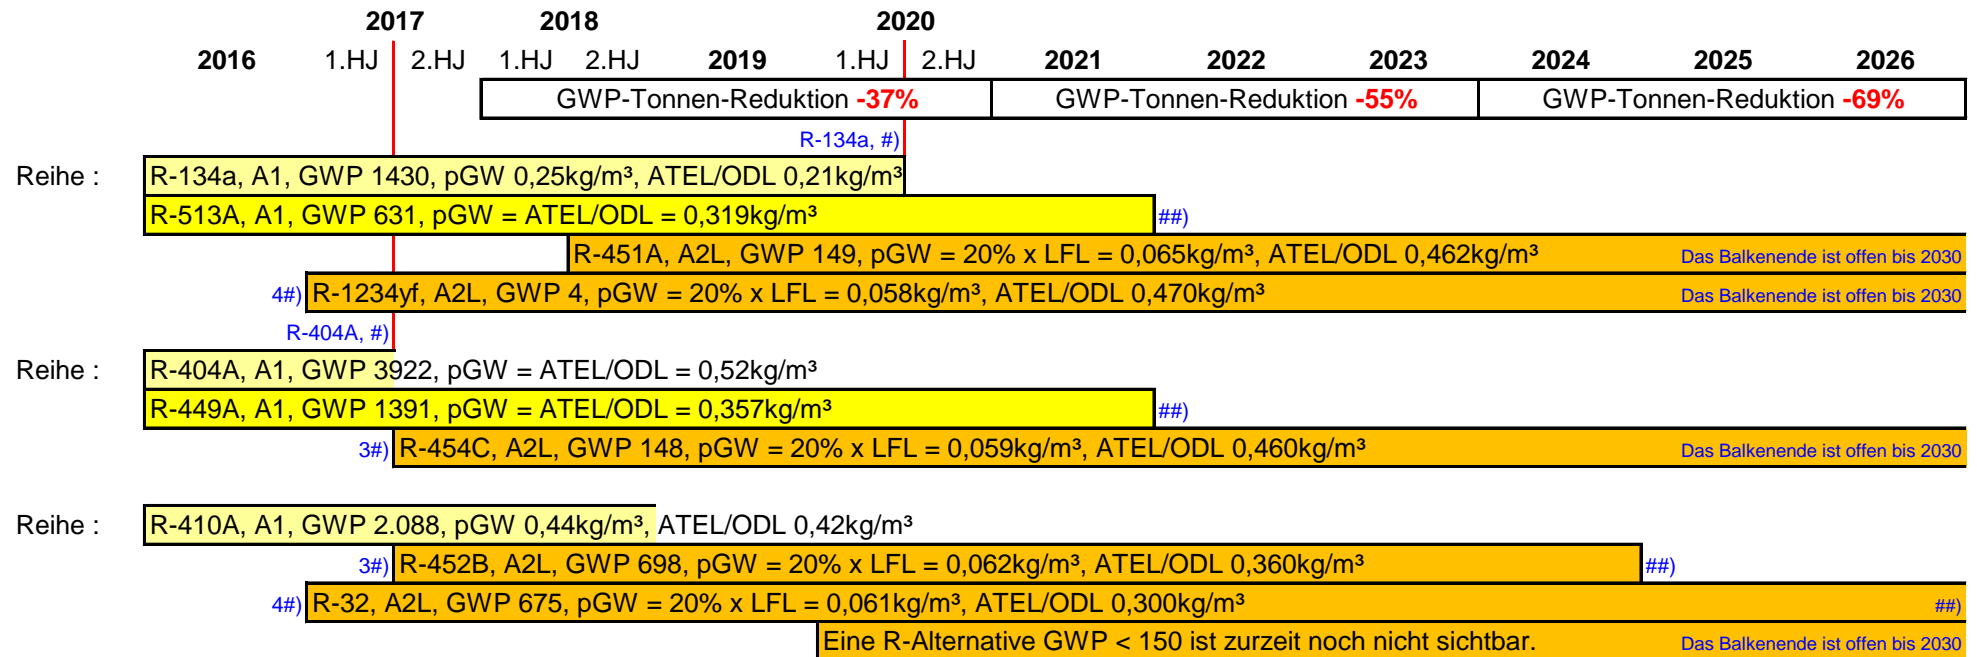 2017 2018 2020
2016 1.HJ 2.HJ 1.HJ 2.HJ 2019 1.HJ 2.HJ 2021 2022 2023 2024 2025 2026
GWP-Tonnen-Reduktion -37% GWP-Tonnen-Reduktion -55% GWP-Tonnen-Reduktion -69%
R-134a, #)
Reihe : R-134a, A1, GWP 1430, pGW 0,25kg/m³, ATEL/ODL 0,21kg/m³
R-513A, A1, GWP 631, pGW = ATEL/ODL = 0,319kg/m³ ##)
R-451A, A2L, GWP 149, pGW = 20% x LFL = 0,065kg/m³, ATEL/ODL 0,462kg/m³ Das Balkenende ist offen bis 2030
4#) R-1234yf, A2L, GWP 4, pGW = 20% x LFL = 0,058kg/m³, ATEL/ODL 0,470kg/m³ Das Balkenende ist offen bis 2030
R-404A, #)
Reihe : R-404A, A1, GWP 3922, pGW = ATEL/ODL = 0,52kg/m³
R-449A, A1, GWP 1391, pGW = ATEL/ODL = 0,357kg/m³ ##)
3#) R-454C, A2L, GWP 148, pGW = 20% x LFL = 0,059kg/m³, ATEL/ODL 0,460kg/m³ Das Balkenende ist offen bis 2030
Reihe : R-410A, A1, GWP 2.088, pGW 0,44kg/m³, ATEL/ODL 0,42kg/m³
3#) R-452B, A2L, GWP 698, pGW = 20% x LFL = 0,062kg/m³, ATEL/ODL 0,360kg/m³ ##)
4#) R-32, A2L, GWP 675, pGW = 20% x LFL = 0,061kg/m³, ATEL/ODL 0,300kg/m³ ##)
Eine R-Alternative GWP < 150 ist zurzeit noch nicht sichtbar. Das Balkenende ist offen bis 2030